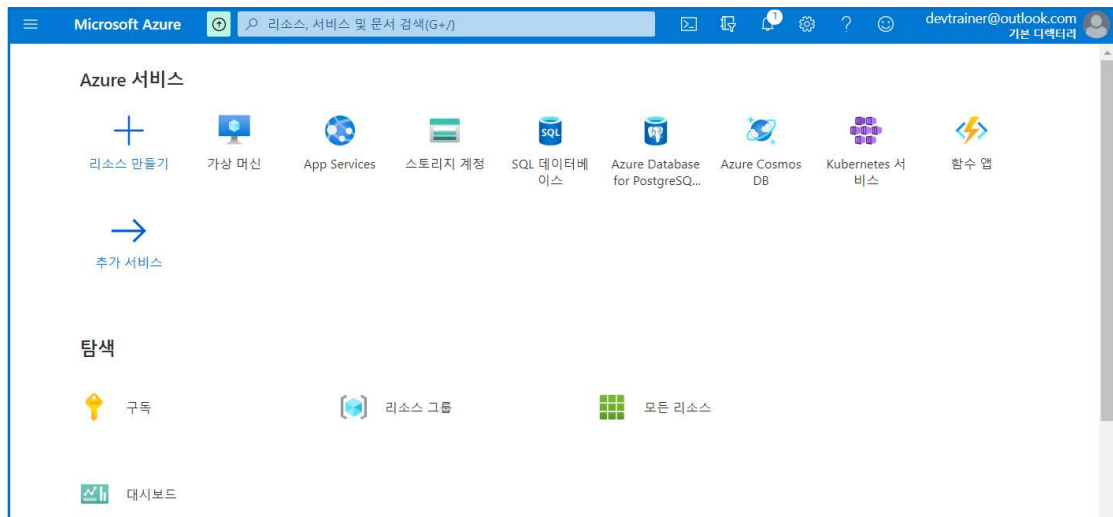 Microsoft Azure
리소스, 서비스 및 문서 검색(G+/)
1
devtrainer@outlook.com
기본 디렉터리
Azure 서비스
리소스 만들기
가상 머신
App Services
스토리지 계정
SQL
SQL 데이터베
이스
Azure Database
for PostgreSQ...
Azure Cosmos
DB
Kubernetes 서
비스
함수 앱
추가 서비스
탐색
구독
리소스 그룹
모든 리소스
대시보드